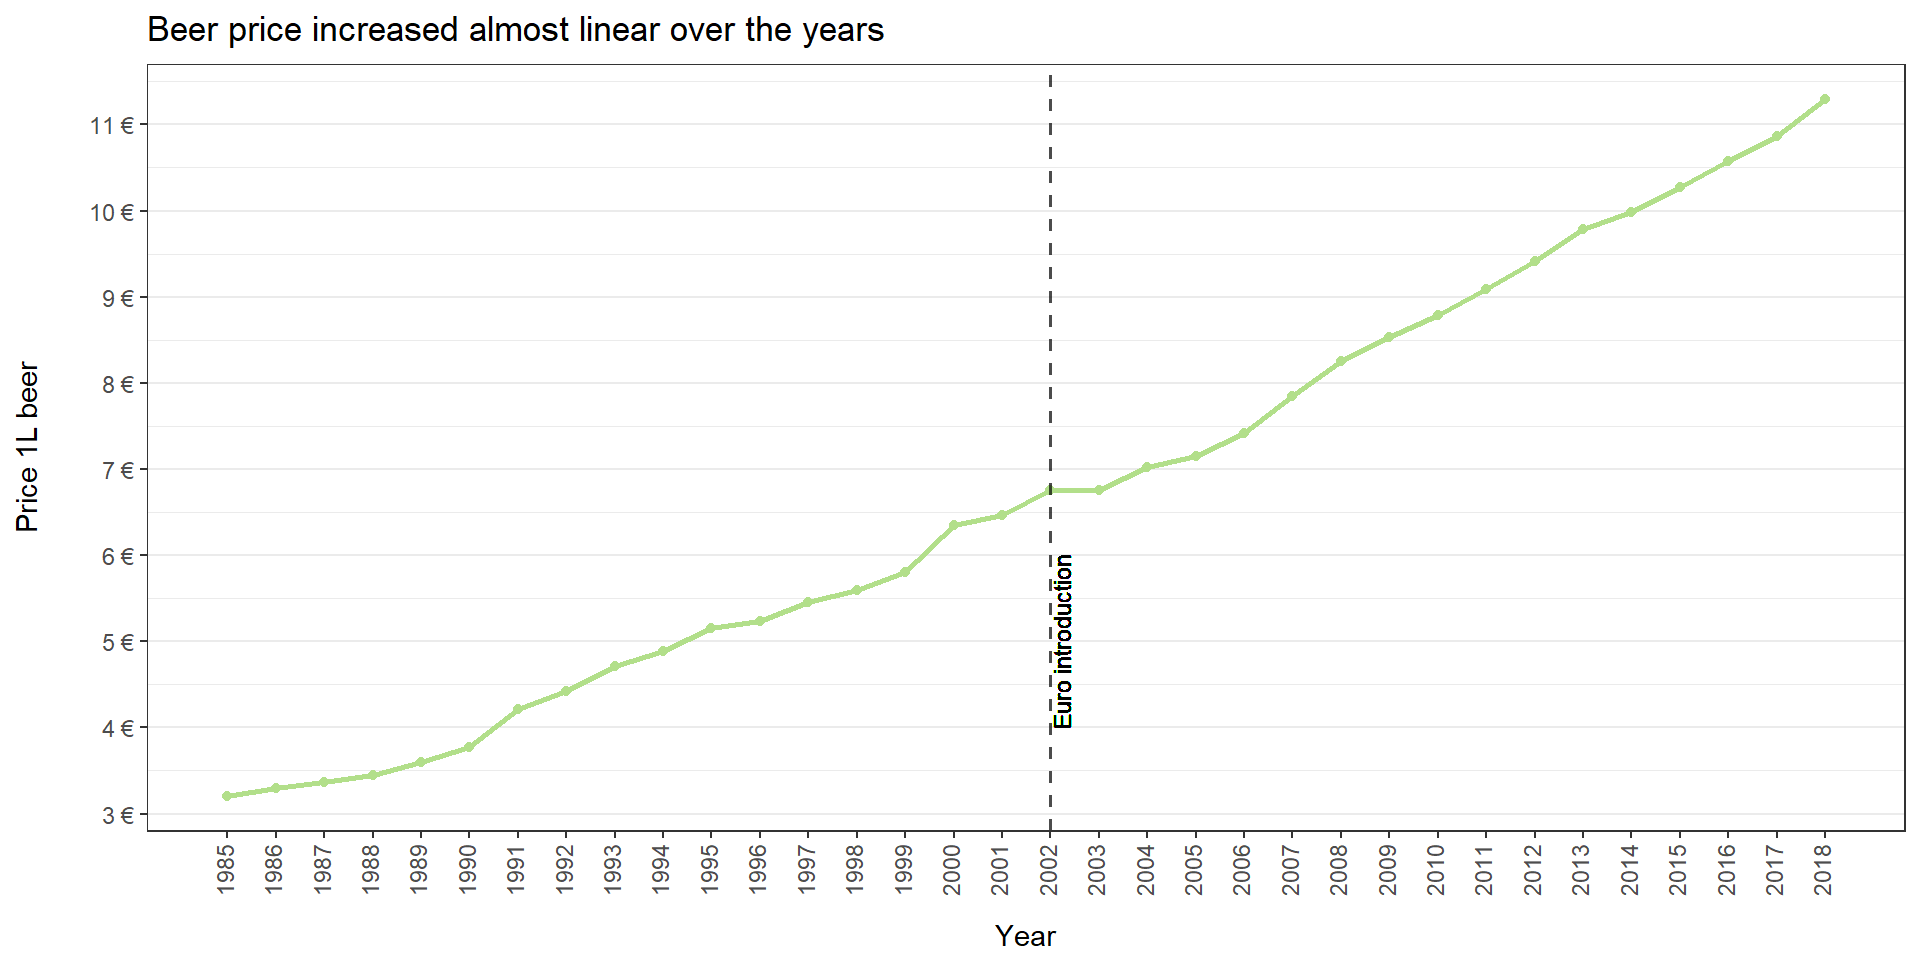 Beer price increased almost linear over the years
Price 1L beer
11 €
10 €
9 €
8 €
7 €
6 €
5 €
4 €
3 €
Euro introduction
1985 1986 1987 1988 1989 1990 1991 1992 1993 1994 1995 1996 1997 1998 1999 2000 2001 2002 2003 2004 2005 2006 2007 2008 2009 2010 2011 2012 2013 2014 2015 2016 2017 2018
Year